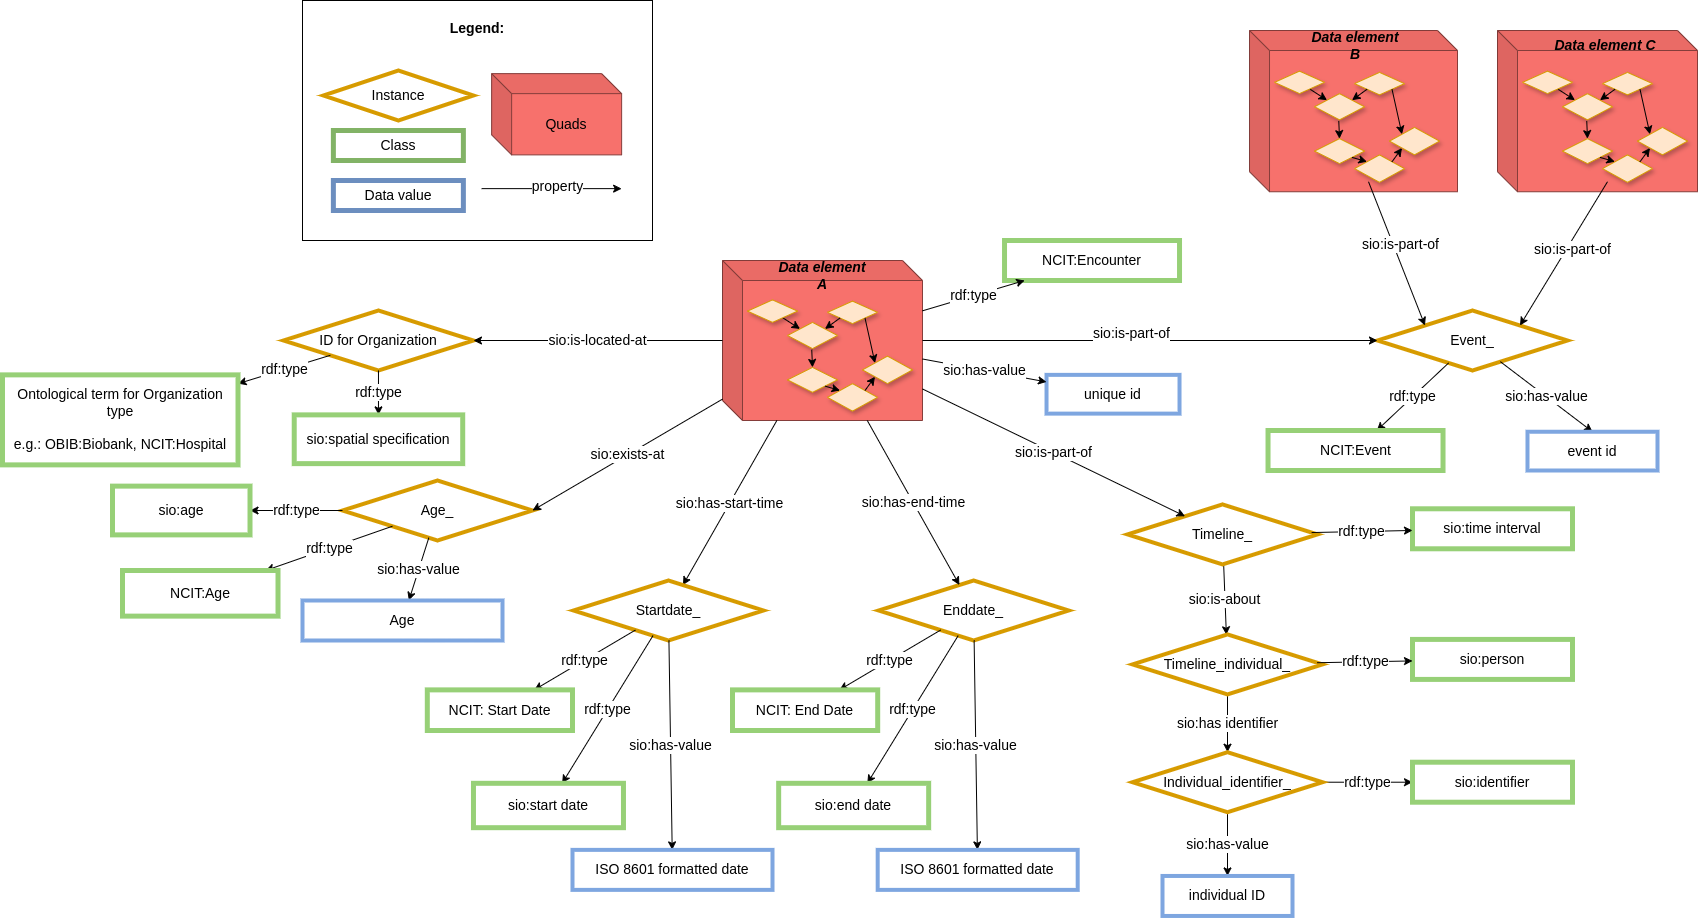 Legend:
Instance
Quads
Class
Data value
property
Data element
B
Data element C
sio:is-part-of
sio:is-part-of
NCIT:Encounter
Data element
A
rdf:type
ID for Organization
sio:is-located-at
sio:is-part-of
Event_
rdf:type
sio:has-value
Ontological term for Organization
type
e.g.: OBIB:Biobank, NCIT:Hospital
rdf:type
unique id
rdf:type
sio:has-value
sio:spatial specification
sio:exists-at
sio:is-part-of
NCIT:Event
event id
sio:age
rdf:type
Age_
sio:has-start-time
sio:has-end-time
Timeline_
rdf:type
sio:time interval
rdf:type
sio:has-value
NCIT:Age
Age
Startdate_
Enddate_
sio:is-about
rdf:type
rdf:type
Timeline_individual_
rdf:type
sio:person
NCIT: Start Date
rdf:type
NCIT: End Date
rdf:type
sio:has identifier
sio:has-value
sio:has-value
Individual_identifier_
rdf:type
sio:identifier
sio:start date
sio:end date
sio:has-value
ISO 8601 formatted date
ISO 8601 formatted date
individual ID